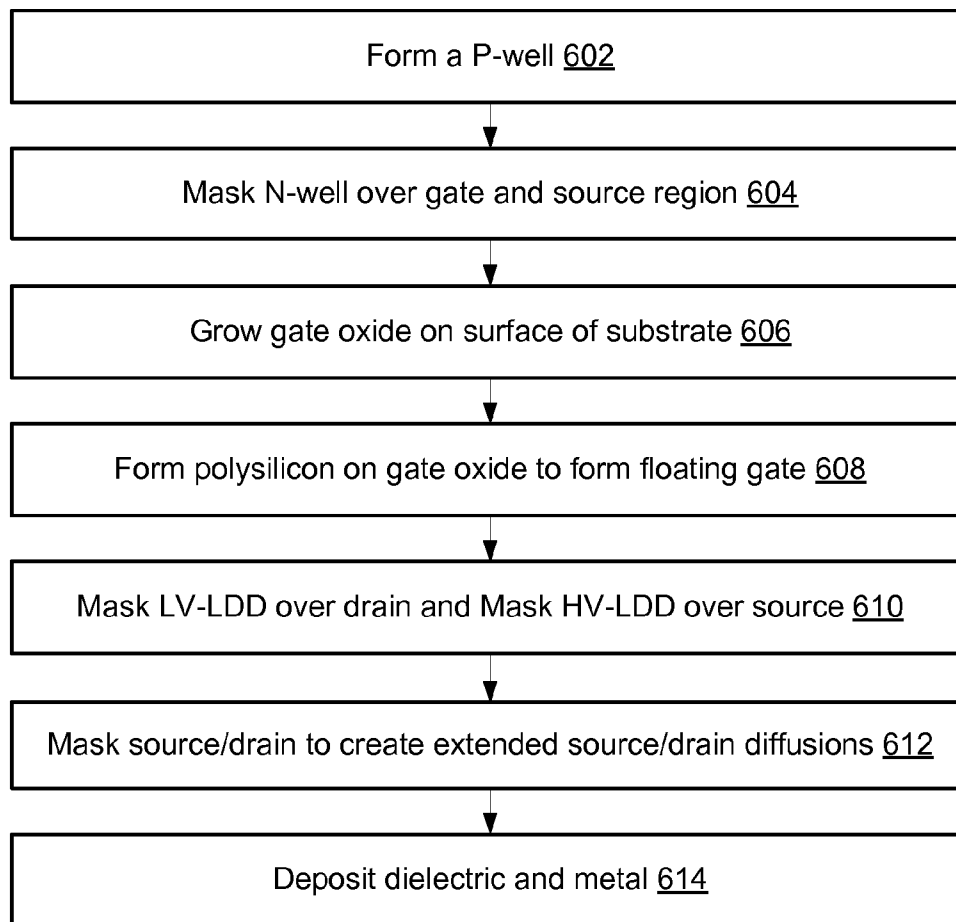 Form a P-well 602
Mask N-well over gate and source region 604
Grow gate oxide on surface of substrate 606
Form polysilicon on gate oxide to form floating gate 608
Mask LV-LDD over drain and Mask HV-LDD over source 610
Mask source/drain to create extended source/drain diffusions 612
Deposit dielectric and metal 614